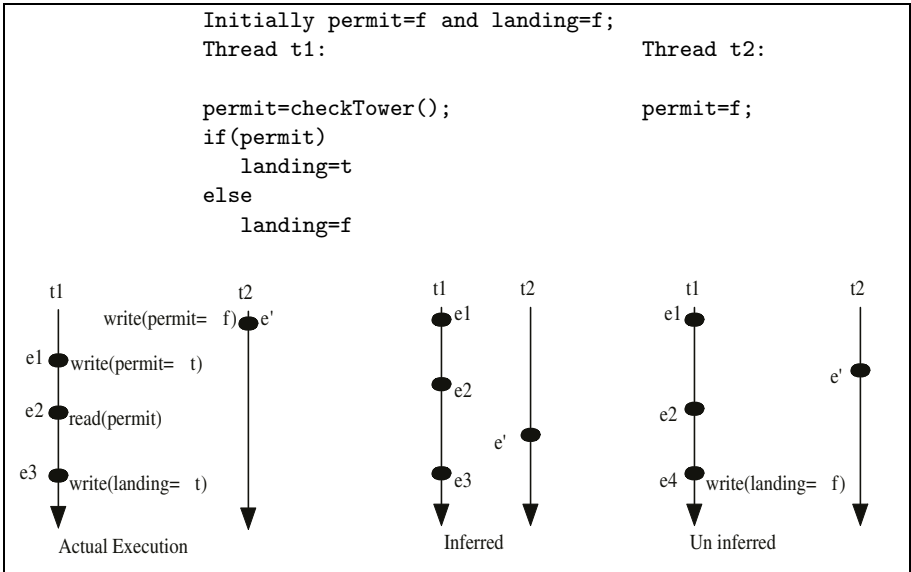 Initially permit=f and landing=f;
Thread t1: Thread t2:
permit=checkTower(); permit=f;
if(permit)
landing=t
else
landing=f
t1 t2 t1 t2 t1 t2
write(permit= f) e' e1 e1
e1 write(permit= t) e'
e2 read(permit) e2 e2
e'
e3 write(landing= t) e3 e4 write(landing= f)
Actual Execution Inferred Un inferred